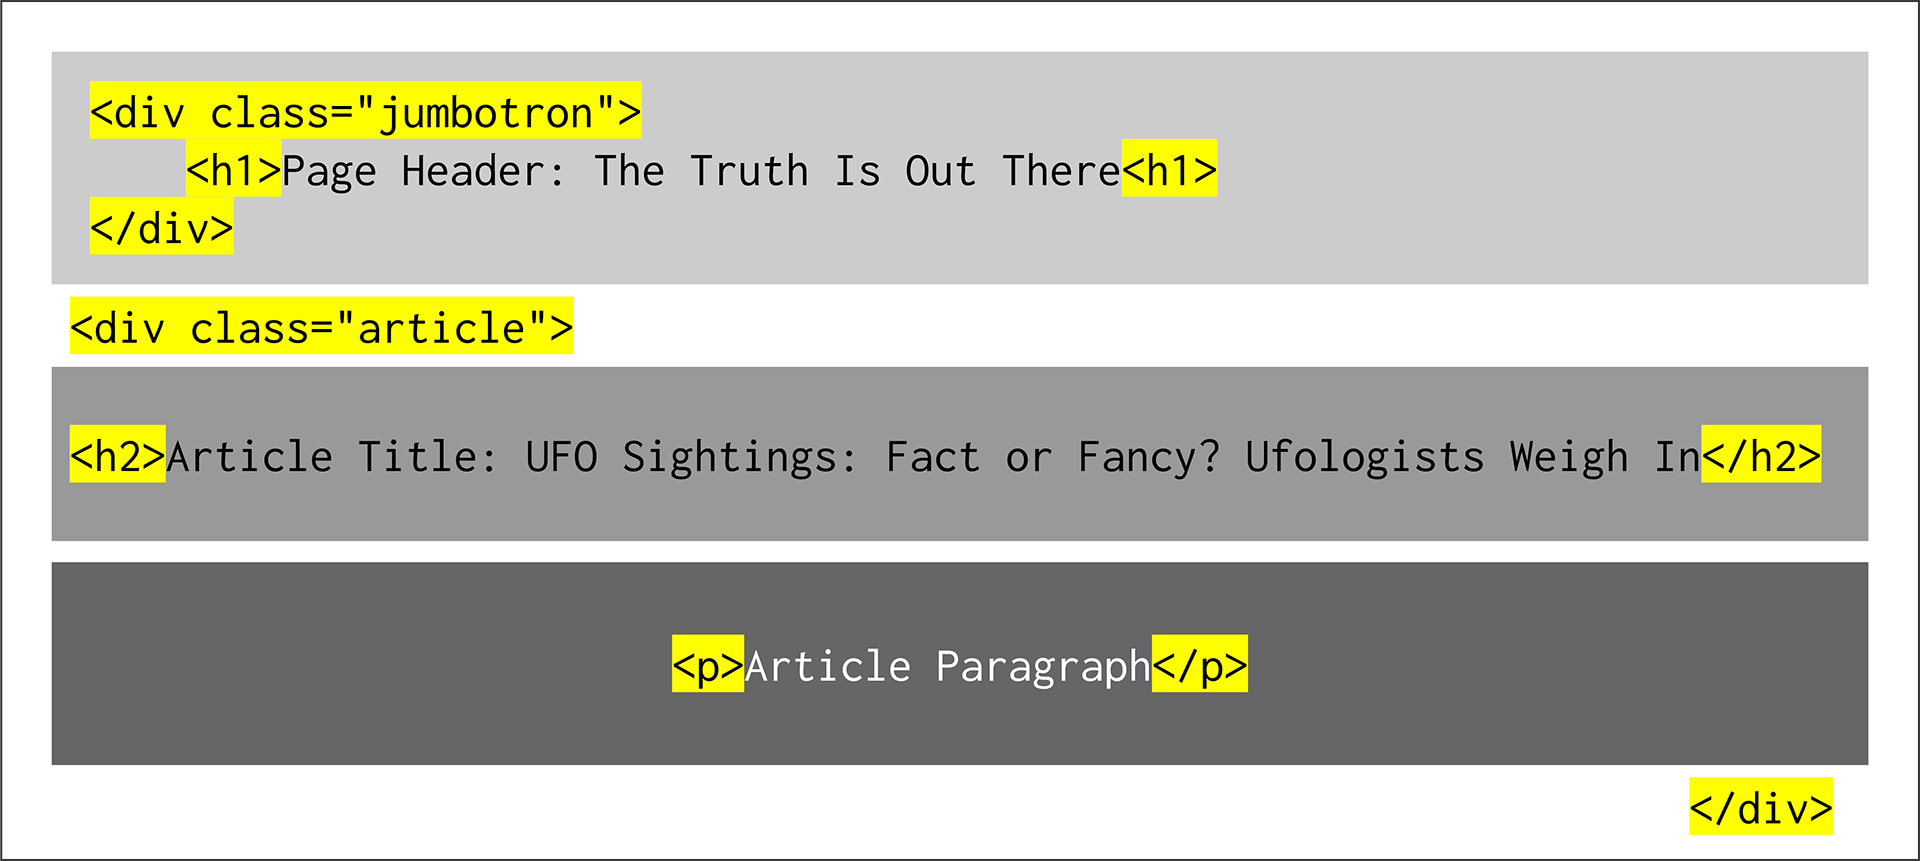 <div class="jumbotron">
<h1>Page Header: The Truth Is Out There<h1>
</div>
<div class="article">
<h2>Article Title: UFO Sightings: Fact or Fancy? Ufologists Weigh In</h2>
<p>Article Paragraph</p>
</div>